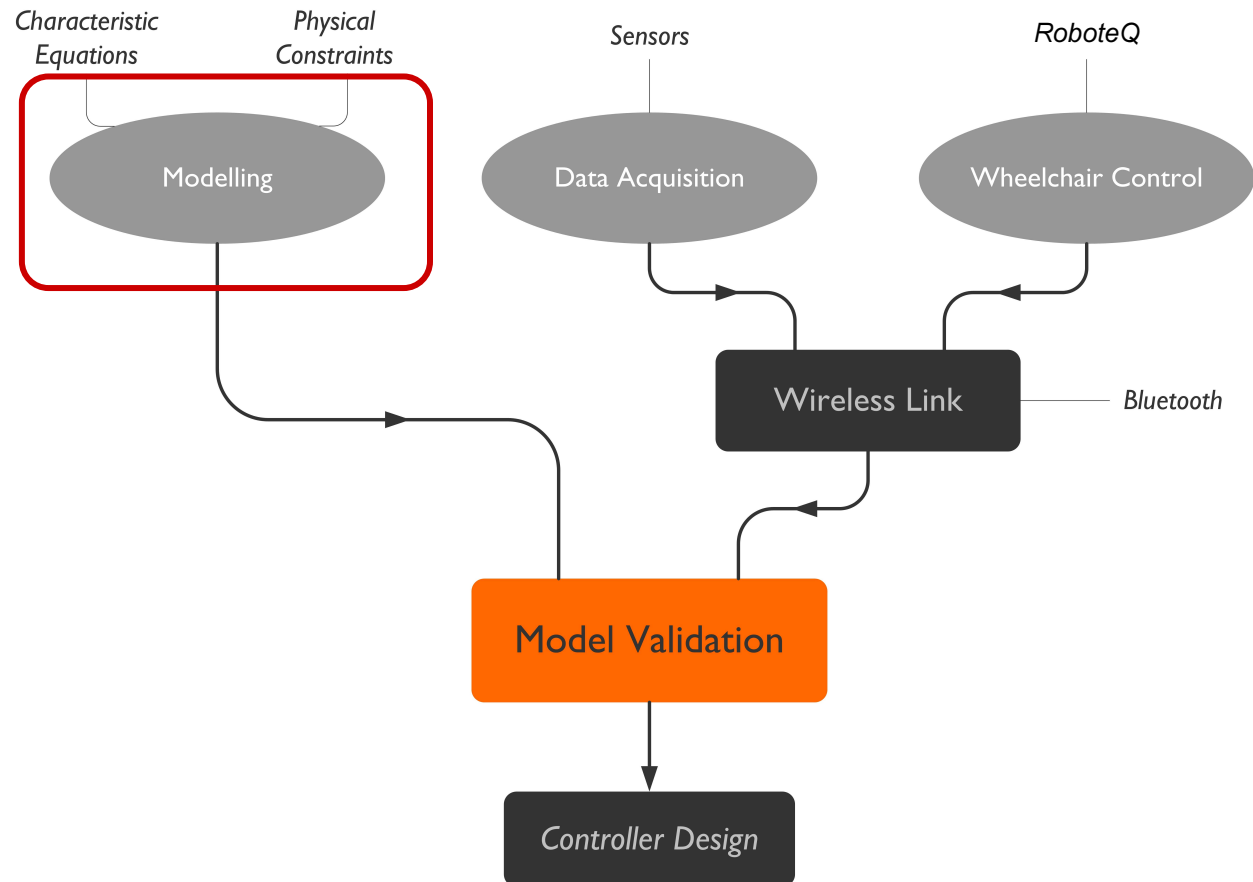 Characteristic
Equations
Physical
Constraints
Sensors
RoboteQ
Modelling
Data Acquisition
Wheelchair Control
Wireless Link
Bluetooth
Model Validation
Controller Design